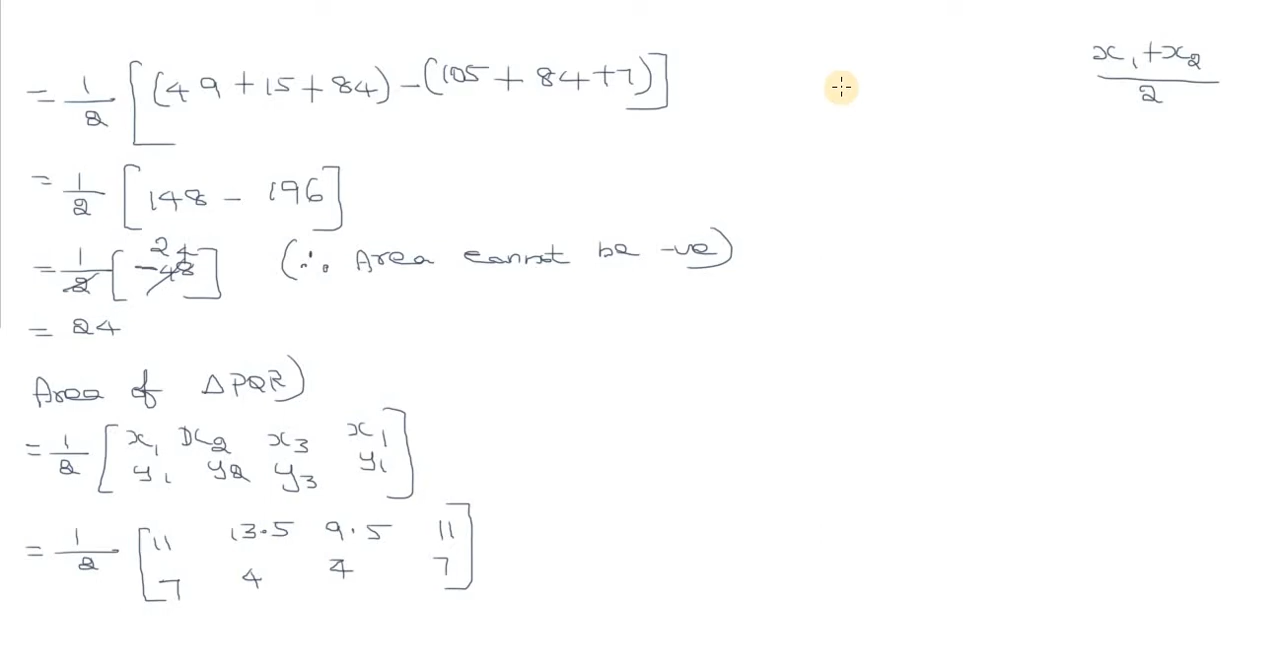 = 1/2 [(49 + 15 + 84) - (105 + 84 + 7)]
x₁ + x₂ / 2
= 1/2 [148 - 196]
= 1/2 [-48] 24 (∴ Area cannot be -ve)
= 24
Area of △PQR)
= 1/2 [x₁ x₂ x₃ x₁
y₁ y₂ y₃ y₁]
= 1/2 [11 13.5 9.5 11
7 4 4 7]